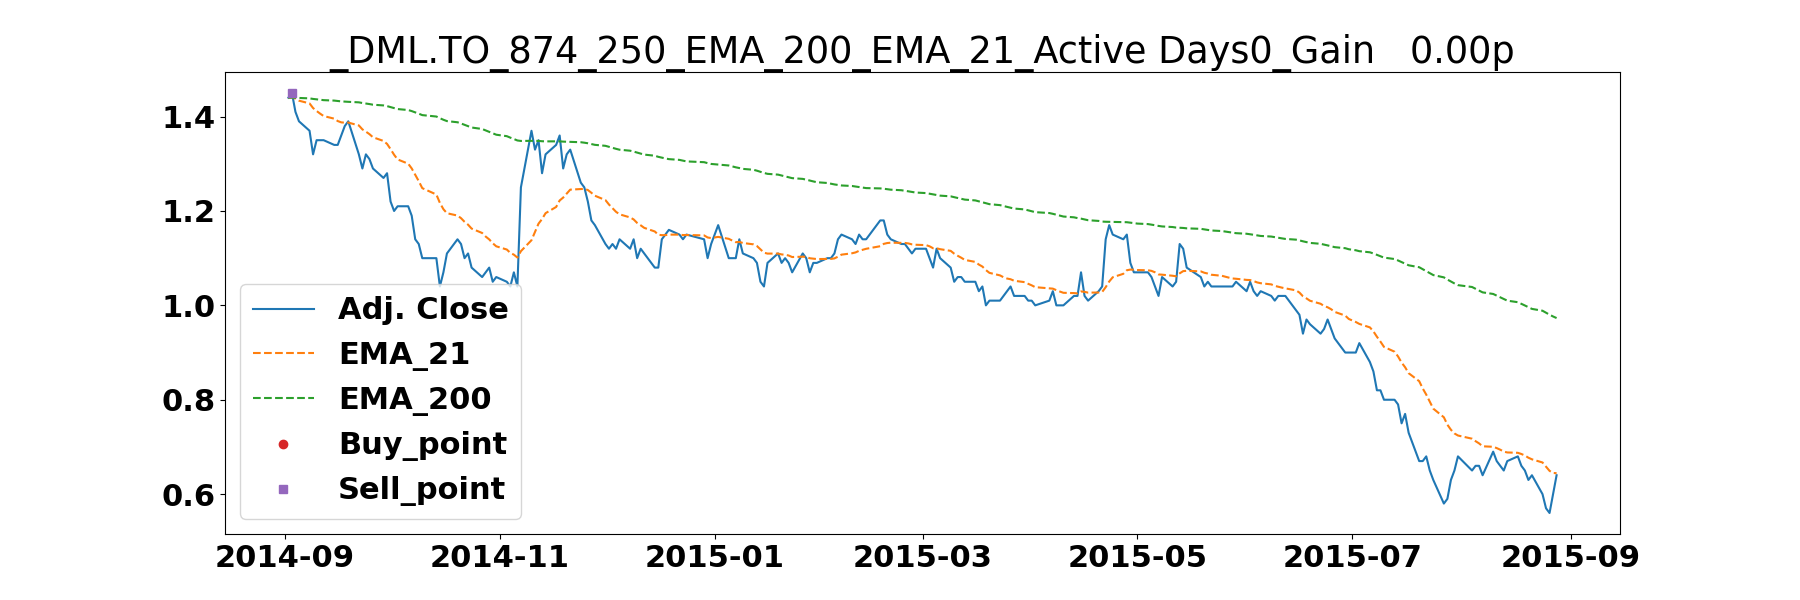 _DML.TO_874_250_EMA_200_EMA_21_Active Days0_Gain   0.00p
1.4
1.2
1.0
0.8
0.6
Adj. Close
EMA_21
EMA_200
Buy_point
Sell_point
2014-09 2014-11 2015-01 2015-03 2015-05 2015-07 2015-09